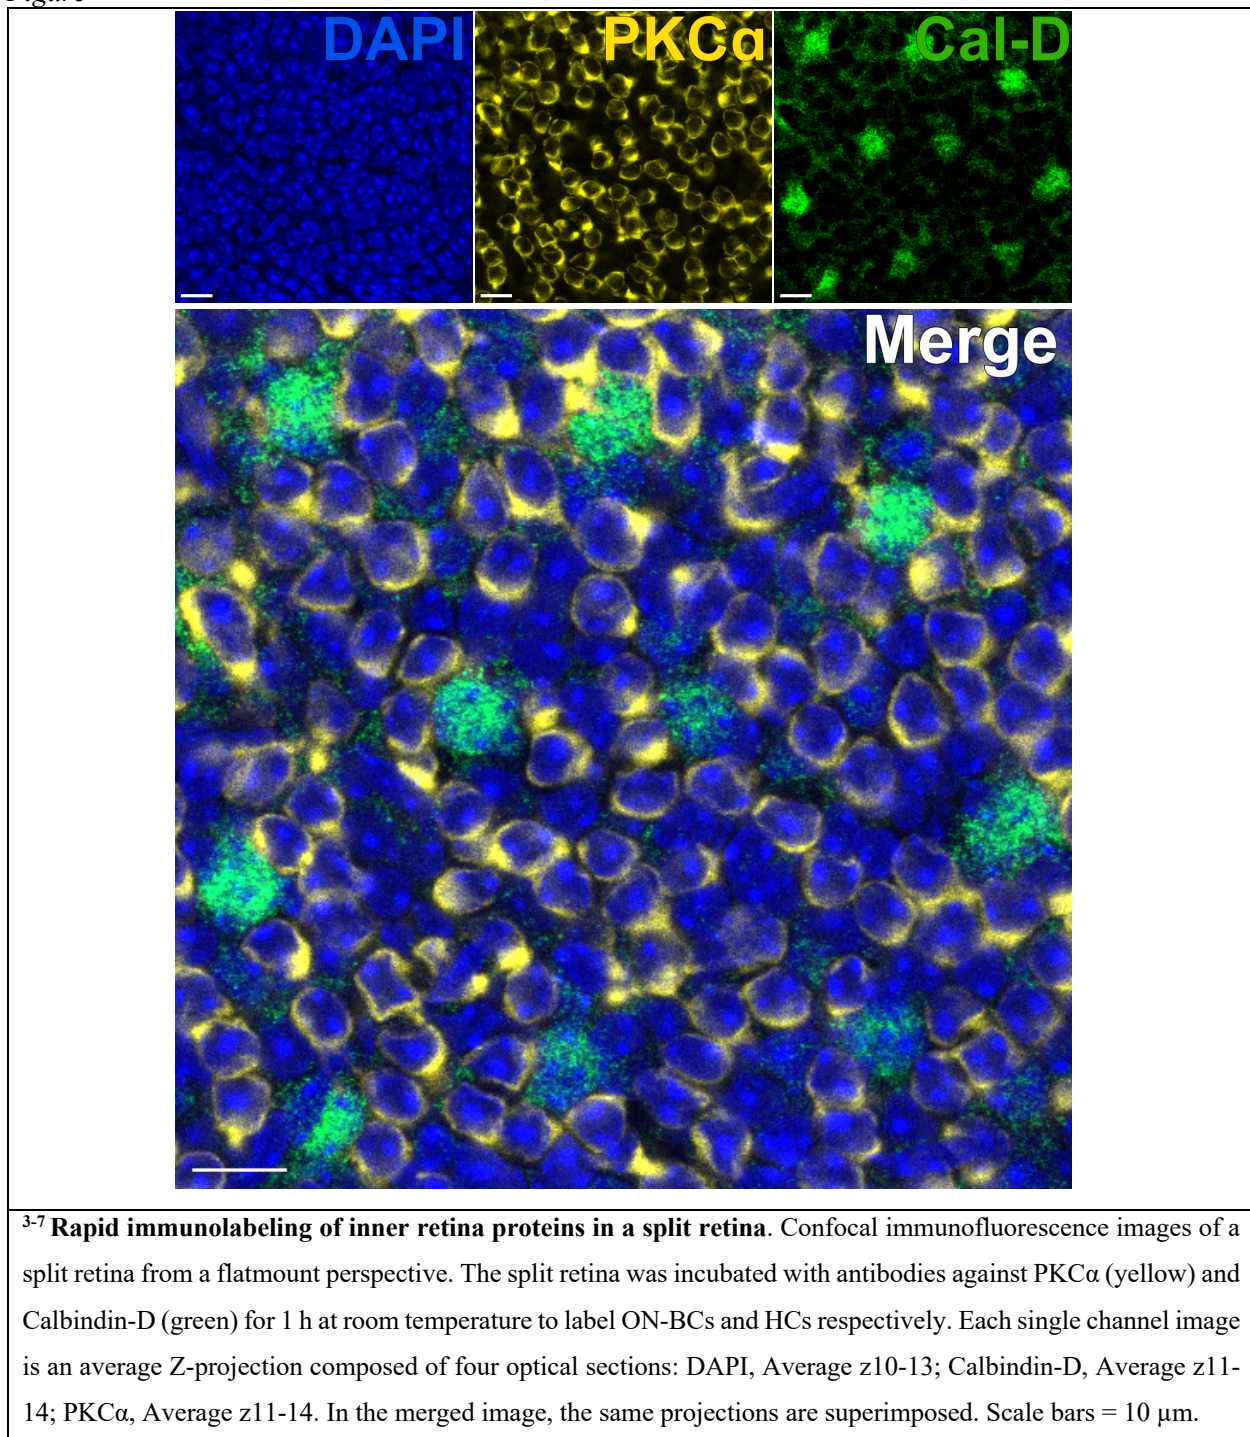 Figure
DAPI
PKCα
Cal-D
Merge
3-7 Rapid immunolabeling of inner retina proteins in a split retina. Confocal immunofluorescence images of a
split retina from a flatmount perspective. The split retina was incubated with antibodies against PKCα (yellow) and
Calbindin-D (green) for 1 h at room temperature to label ON-BCs and HCs respectively. Each single channel image
is an average Z-projection composed of four optical sections: DAPI, Average z10-13; Calbindin-D, Average z11-
14; PKCα, Average z11-14. In the merged image, the same projections are superimposed. Scale bars = 10 µm.